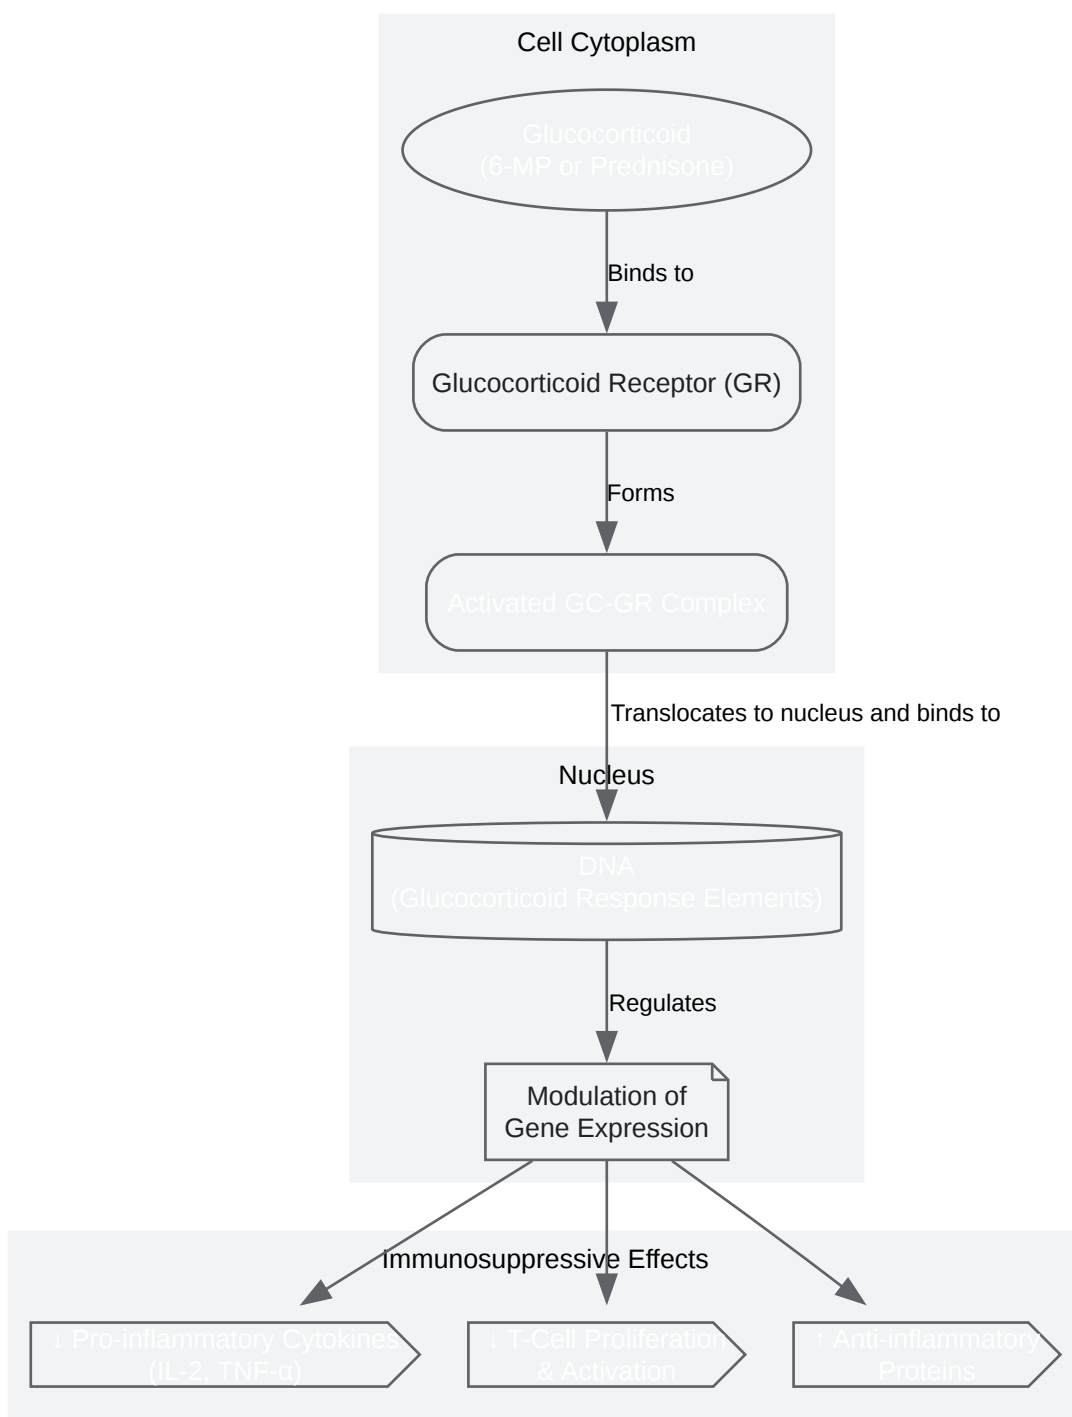 Cell Cytoplasm
Glucocorticoid
(6-MP or Prednisone)
Binds to
Glucocorticoid Receptor (GR)
Forms
Activated GC-GR Complex
Translocates to nucleus and binds to
Nucleus
DNA
(Glucocorticoid Response Elements)
Regulates
Modulation of
Gene Expression
Immunosuppressive Effects
↓ Pro-inflammatory Cytokines
(IL-2, TNF-α)
↓ T-Cell Proliferation
& Activation
↑ Anti-inflammatory
Proteins